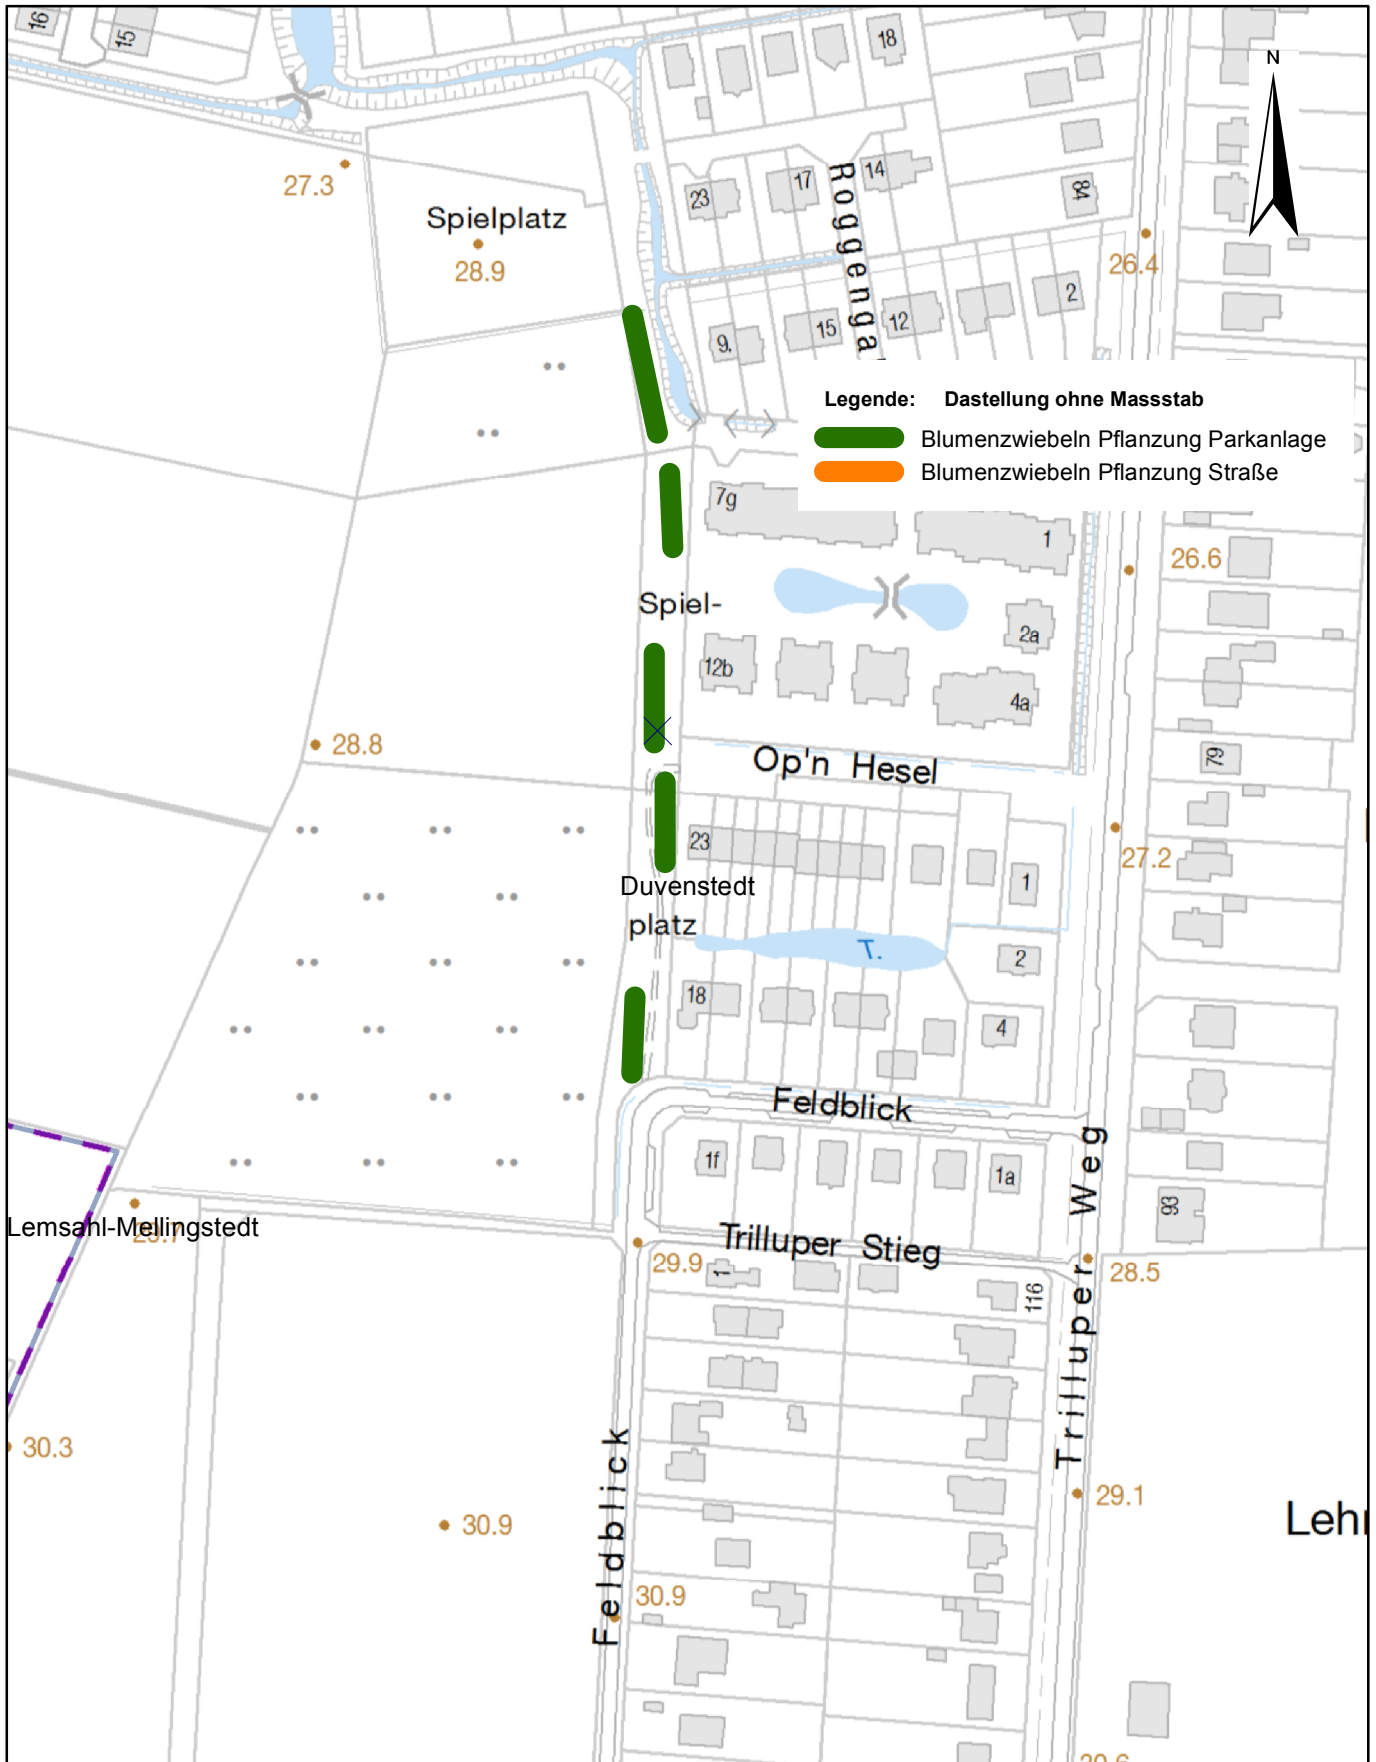 16
15
18
N
27.3
Spielplatz
28.9
23
17
14
84
Roggenga
26.4
2
9.
15
12
Legende: Dastellung ohne Massstab
Blumenzwiebeln Pflanzung Parkanlage
Blumenzwiebeln Pflanzung Straße
7g
1
26.6
Spiel-
2a
12b
4a
28.8
Op'n Hesel
79
23
27.2
1
Duvenstedt
platz
T.
2
18
4
Feldblick
1f
1a
Trilluper Weg
93
Lemsahl-Mellingstedt
Trilluper Stieg
29.9
1
28.5
116
30.3
Feldblick
29.1
30.9
Leh
30.9